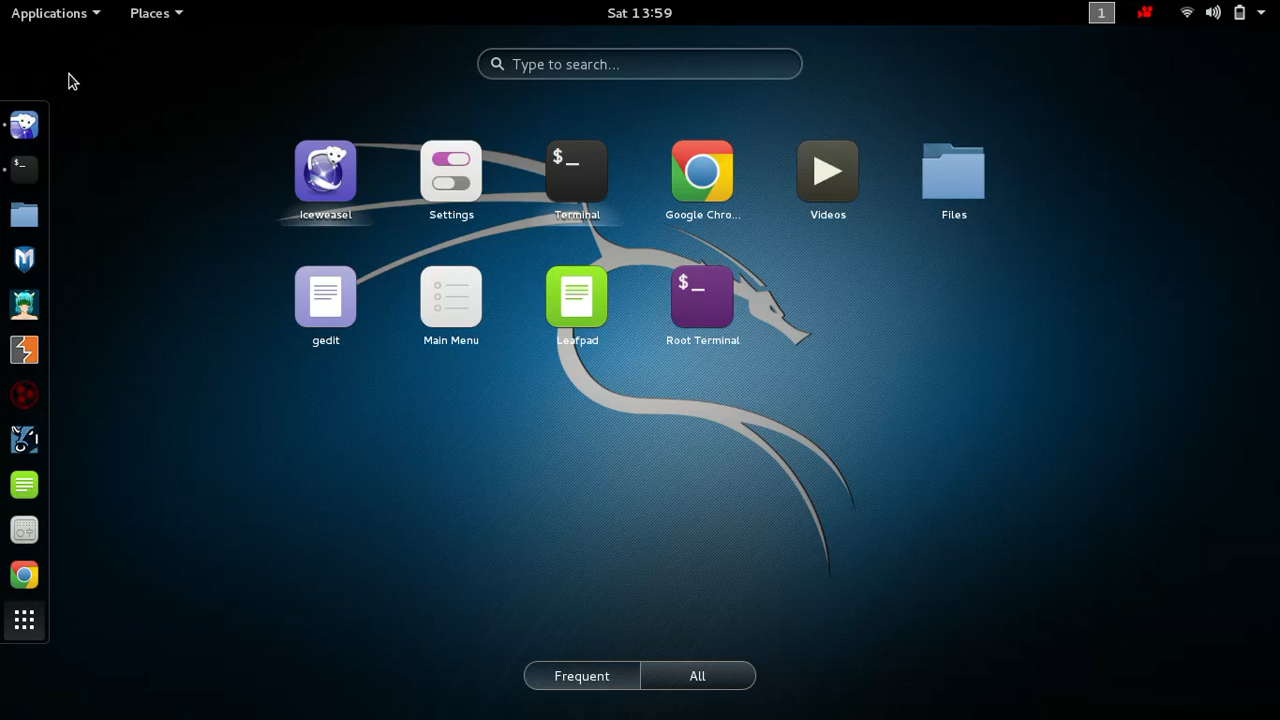 Applications Places Sat 13:59 1
Type to search...
$_
$_
Iceweasel Settings Terminal Google Chro... Videos Files
$_
gedit Main Menu Leafpad Root Terminal
Frequent All